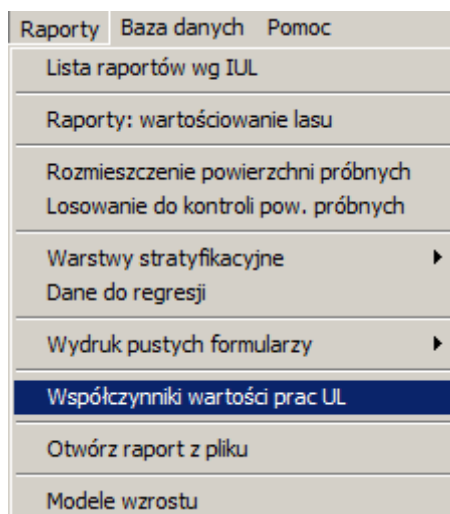 Raporty Baza danych Pomoc
Lista raportów wg IUL
Raporty: wartościowanie lasu
Rozmieszczenie powierzchni próbnych
Losowanie do kontroli pow. próbnych
Warstwy stratyfikacyjne
Dane do regresji
Wydruk pustych formularzy
Współczynniki wartości prac UL
Otwórz raport z pliku
Modele wzrostu